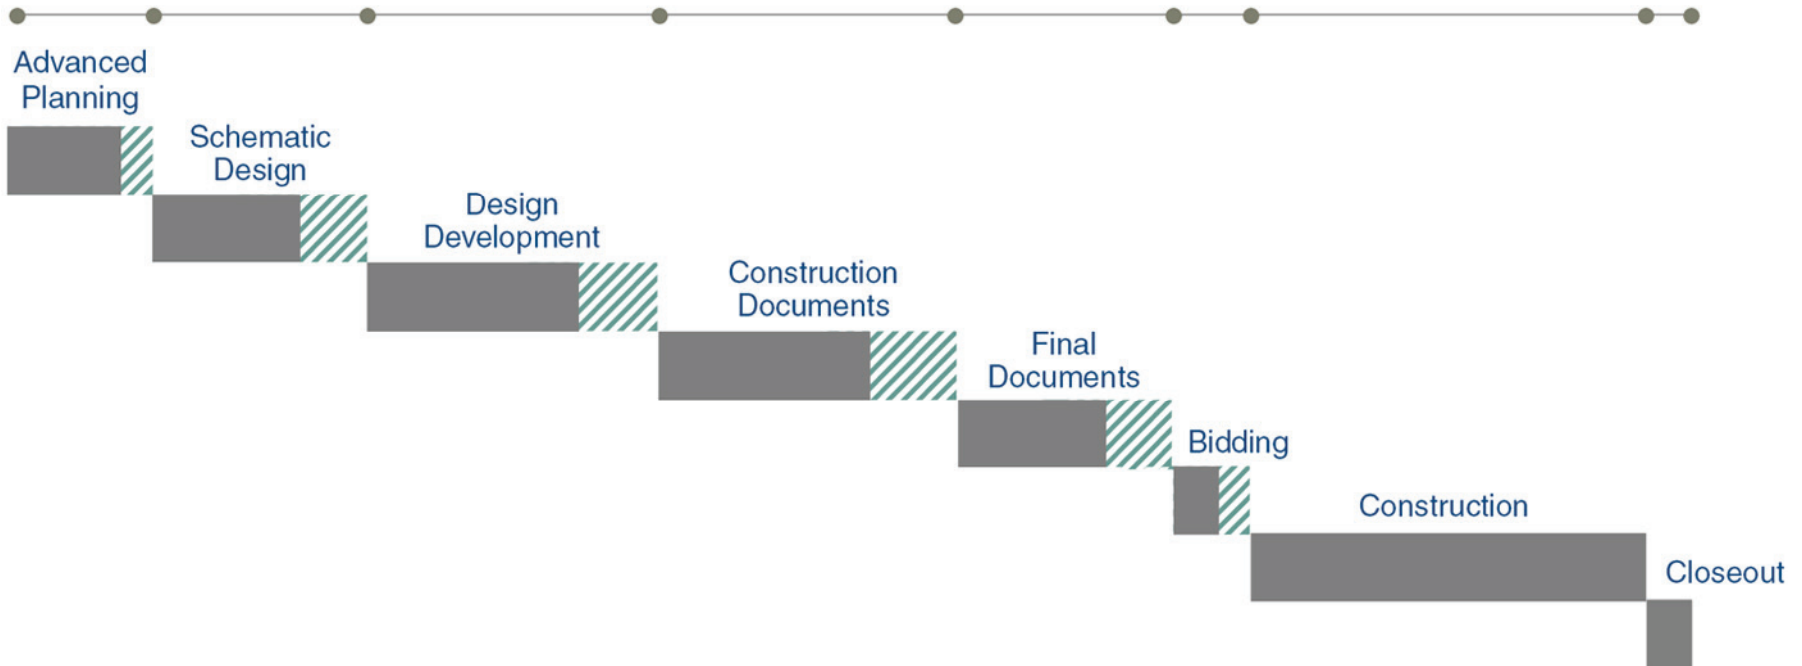 Advanced
Planning
Schematic
Design
Design
Development
Construction
Documents
Final
Documents
Bidding
Construction
Closeout